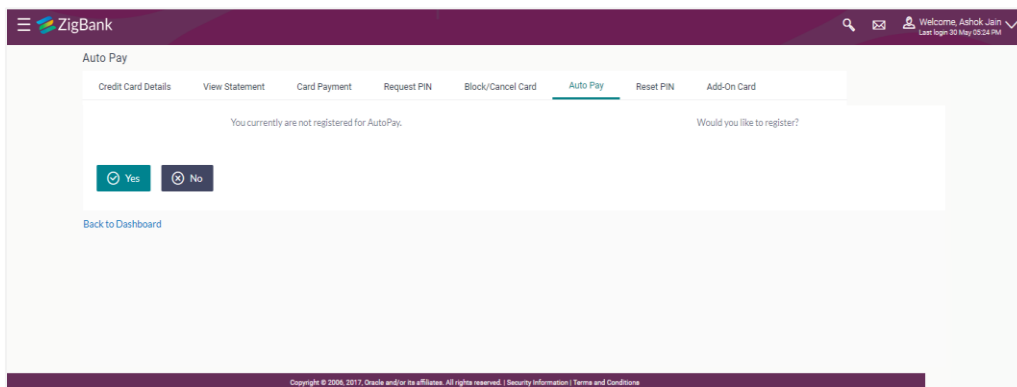 ZigBank
Welcome, Ashok Jain
Last login 30 May 05:24 PM
Auto Pay
Credit Card Details View Statement Card Payment Request PIN Block/Cancel Card Auto Pay Reset PIN Add-On Card
You currently are not registered for AutoPay. Would you like to register?
Yes No
Back to Dashboard
Copyright © 2006, 2017, Oracle and/or its affiliates. All rights reserved. | Security Information | Terms and Conditions